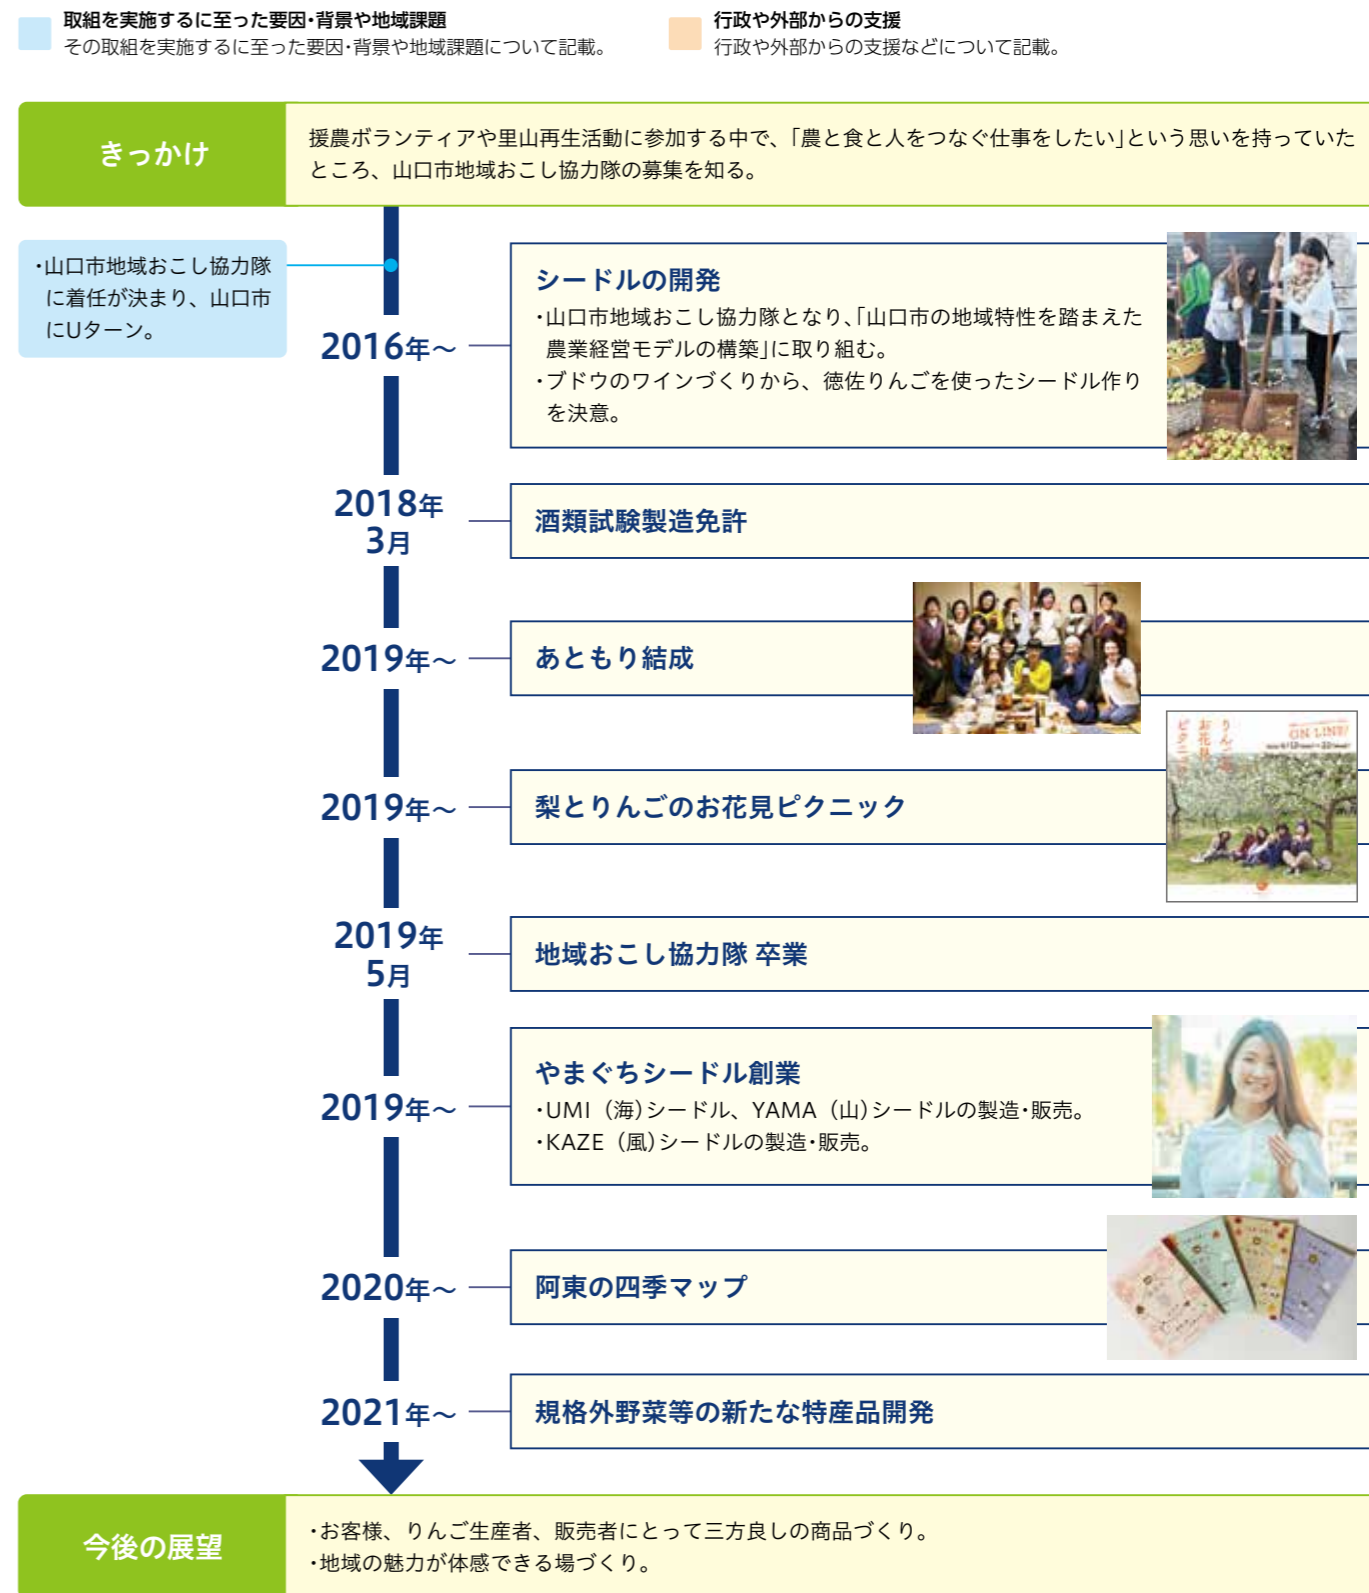 取組を実施するに至った要因・背景や地域課題
その取組を実施するに至った要因・背景や地域課題について記載。
行政や外部からの支援
行政や外部からの支援などについて記載。
きっかけ
援農ボランティアや里山再生活動に参加する中で、「農と食と人をつなぐ仕事をしたい」という思いを持っていた
ところ、山口市地域おこし協力隊の募集を知る。
・山口市地域おこし協力隊
に着任が決まり、山口市
にUターン。
2016年～
シードルの開発
・山口市地域おこし協力隊となり、「山口市の地域特性を踏まえた
農業経営モデルの構築」に取り組む。
・ブドウのワインづくりから、徳佐りんごを使ったシードル作り
を決意。
2018年
3月
酒類試験製造免許
2019年～
あともり結成
2019年～
梨とりんごのお花見ピクニック
りんごの
お花見
ピクニック
ON LINE!
2019年
5月
地域おこし協力隊 卒業
2019年～
やまぐちシードル創業
・UMI（海）シードル、YAMA（山）シードルの製造・販売。
・KAZE（風）シードルの製造・販売。
2020年～
阿東の四季マップ
2021年～
規格外野菜等の新たな特産品開発
今後の展望
・お客様、りんご生産者、販売者にとって三方良しの商品づくり。
・地域の魅力が体感できる場づくり。